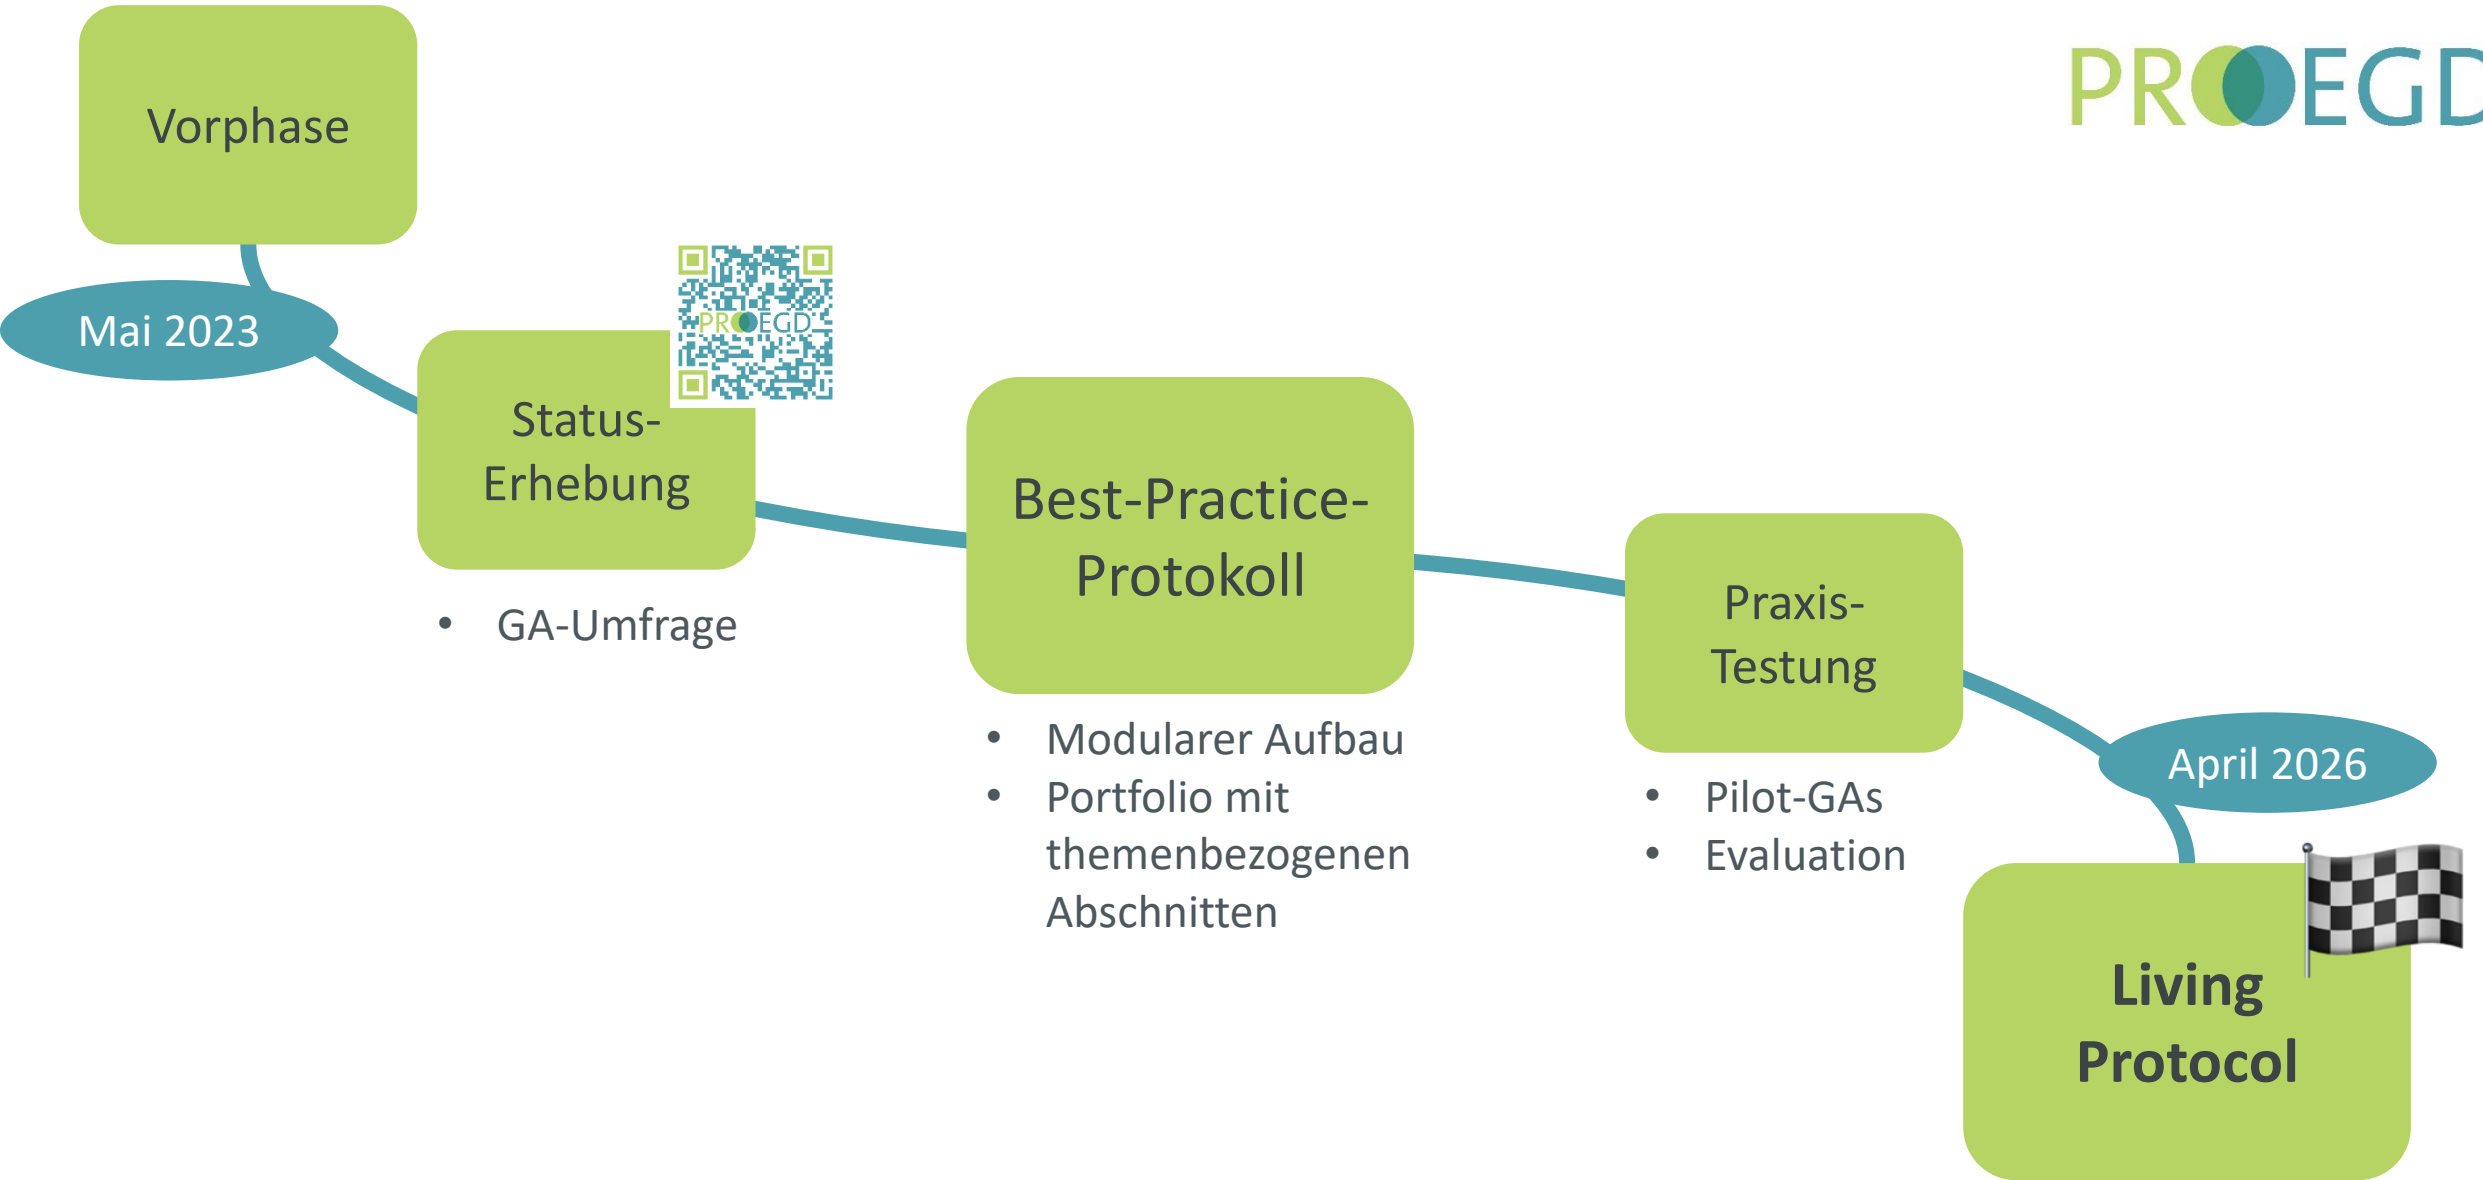 Vorphase
PROEGD
Mai 2023
PROEGD
Status-
Erhebung
• GA-Umfrage
Best-Practice-
Protokoll
• Modularer Aufbau
• Portfolio mit
themenbezogenen
Abschnitten
Praxis-
Testung
• Pilot-GAs
• Evaluation
April 2026
Living
Protocol